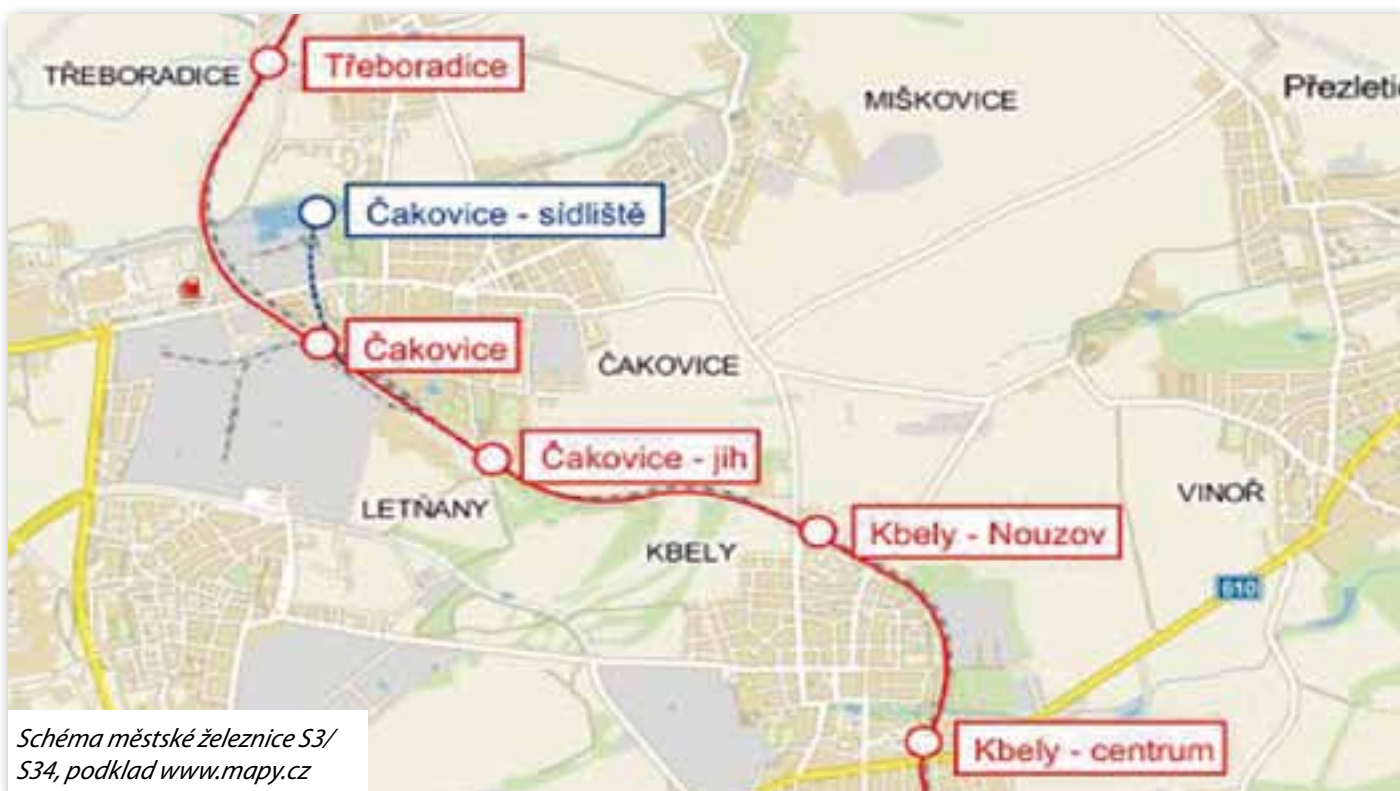 TŘEBORADICE
Třeboradice
MIŠKOVICE
Přezletic
Čakovice - sídliště
Čakovice
ČAKOVICE
Čakovice - jih
LETŇANY
KBELY
Kbely - Nouzov
VINOŘ
610
Kbely - centrum
Schéma městské železnice S3/
S34, podklad www.mapy.cz